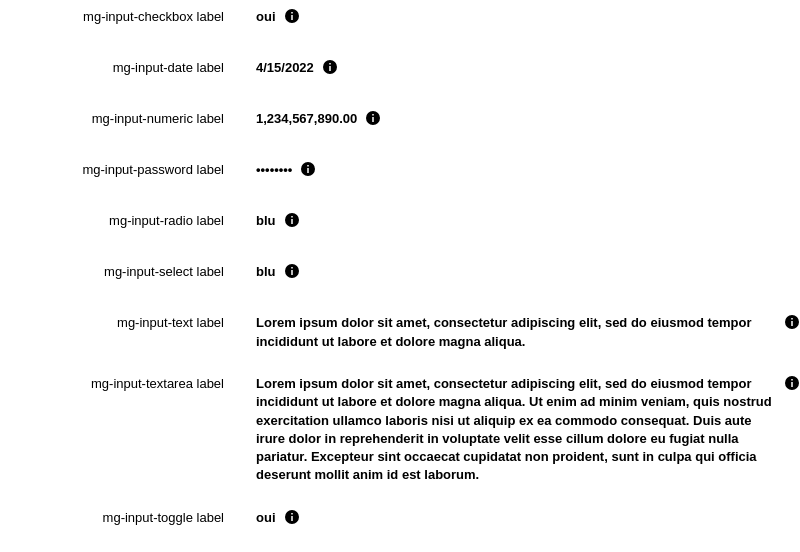 mg-input-checkbox label oui
mg-input-date label 4/15/2022
mg-input-numeric label 1,234,567,890.00
mg-input-password label ••••••••
mg-input-radio label blu
mg-input-select label blu
mg-input-text label Lorem ipsum dolor sit amet, consectetur adipiscing elit, sed do eiusmod tempor
incididunt ut labore et dolore magna aliqua.
mg-input-textarea label Lorem ipsum dolor sit amet, consectetur adipiscing elit, sed do eiusmod tempor
incididunt ut labore et dolore magna aliqua. Ut enim ad minim veniam, quis nostrud
exercitation ullamco laboris nisi ut aliquip ex ea commodo consequat. Duis aute
irure dolor in reprehenderit in voluptate velit esse cillum dolore eu fugiat nulla
pariatur. Excepteur sint occaecat cupidatat non proident, sunt in culpa qui officia
deserunt mollit anim id est laborum.
mg-input-toggle label oui